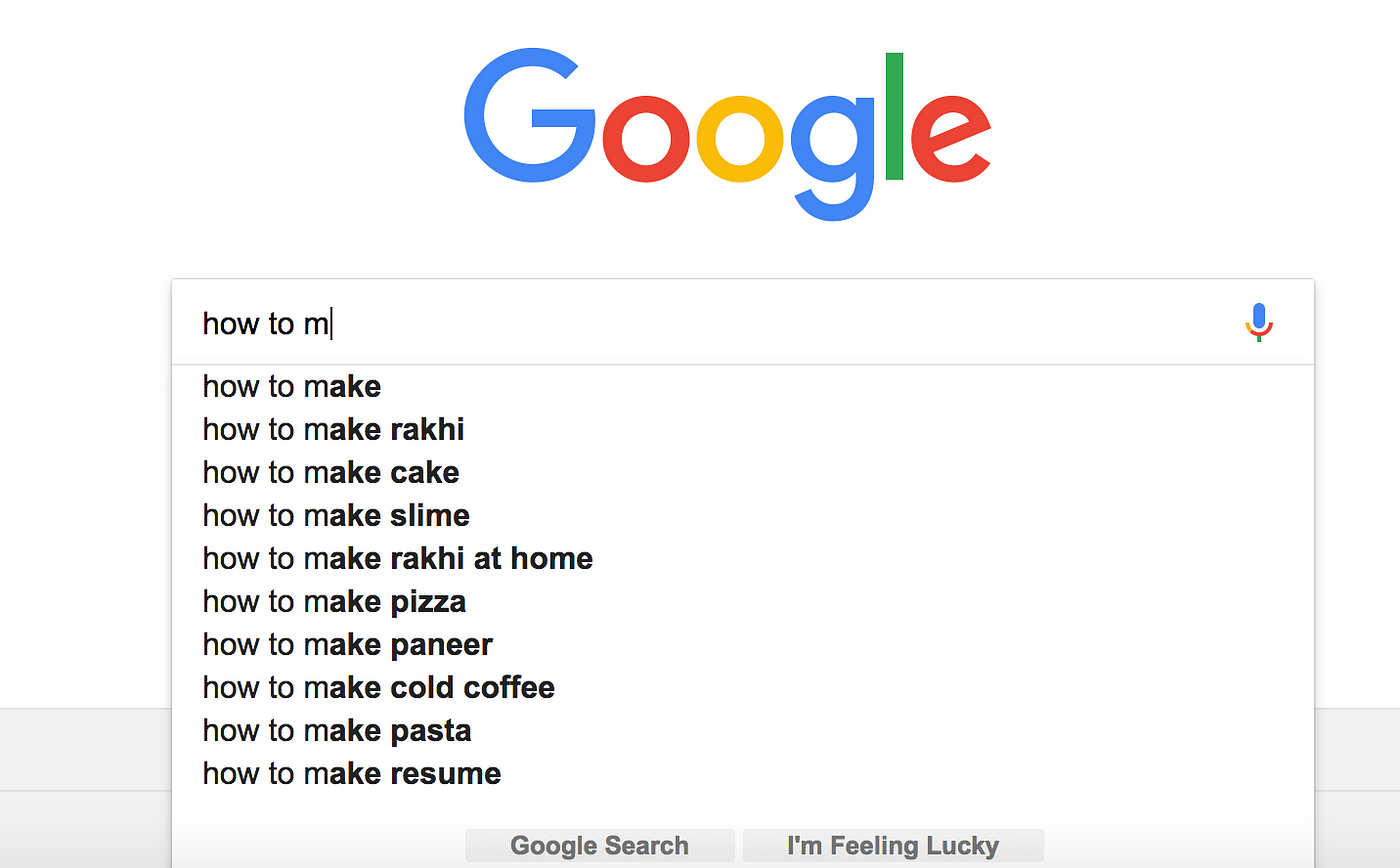 Google
how to m
how to make
how to make rakhi
how to make cake
how to make slime
how to make rakhi at home
how to make pizza
how to make paneer
how to make cold coffee
how to make pasta
how to make resume
Google Search
I'm Feeling Lucky